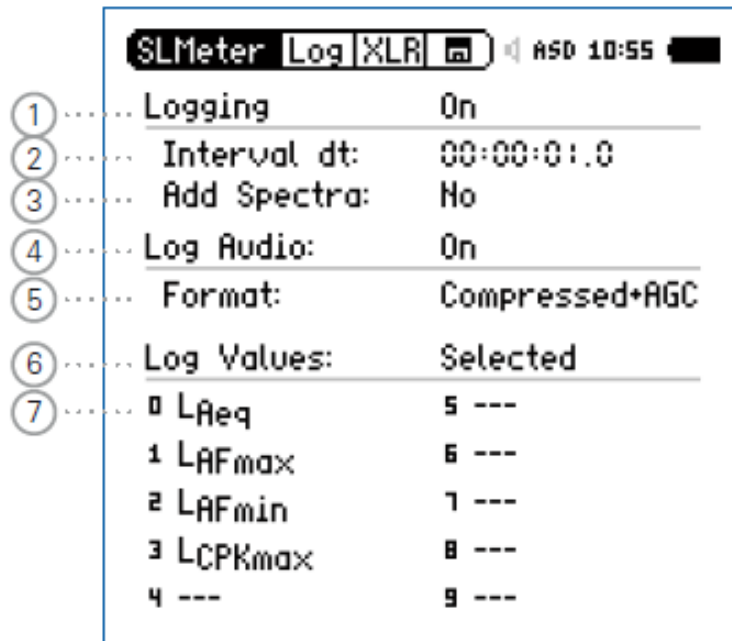 SLMeter Log XLR ASD 10:55
1 Logging On
2 Interval dt: 00:00:01.0
3 Add Spectra: No
4 Log Audio: On
5 Format: Compressed+AGC
6 Log Values: Selected
7 0 LAeq 5 ---
1 LAFmax 6 ---
2 LAFmin 7 ---
3 LCPKmax 8 ---
4 --- 9 ---